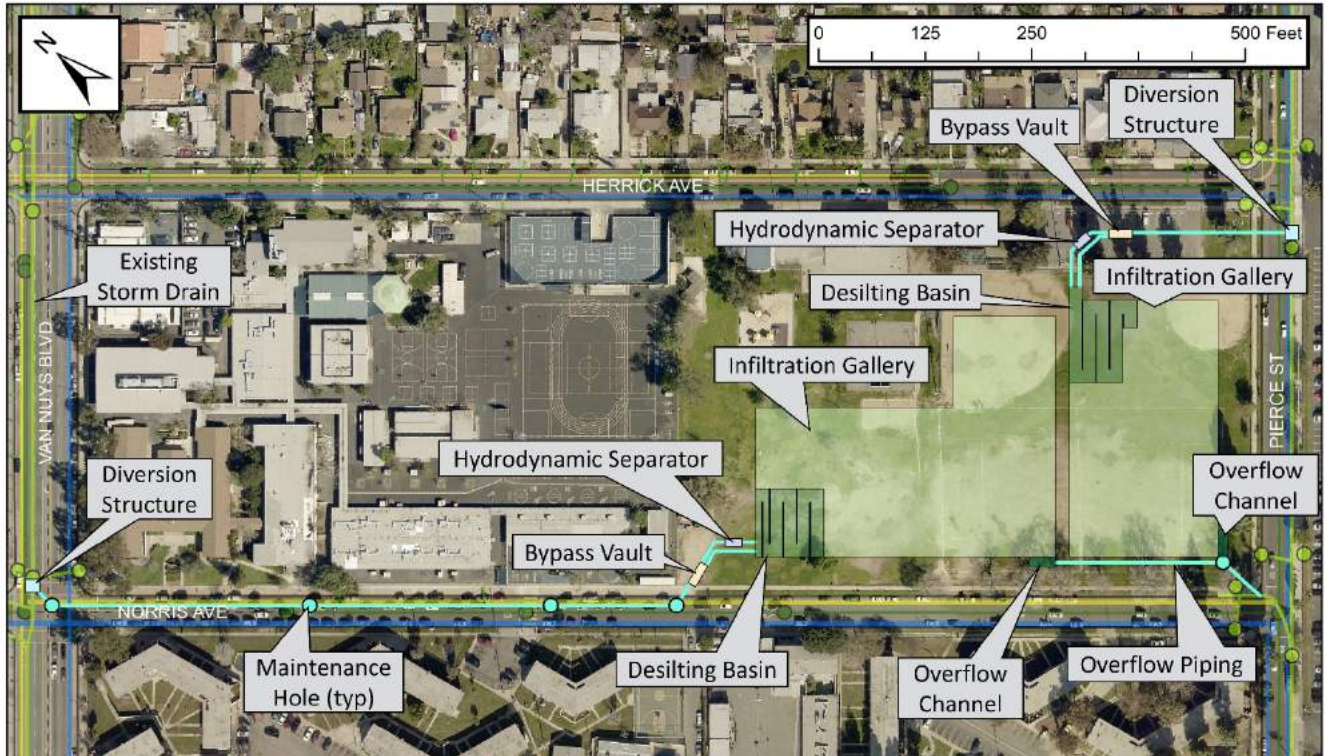 N
0 125 250 500 Feet
Diversion
Structure
Bypass Vault
HERRICK AVE
Hydrodynamic Separator
Existing
Storm Drain
Infiltration Gallery
Desilting Basin
VAN NUYS BLVD
Infiltration Gallery
PIERCE ST
Hydrodynamic Separator
Overflow
Channel
Diversion
Structure
Bypass Vault
NORRIS AVE
Maintenance
Hole (typ)
Desilting Basin
Overflow
Channel
Overflow Piping